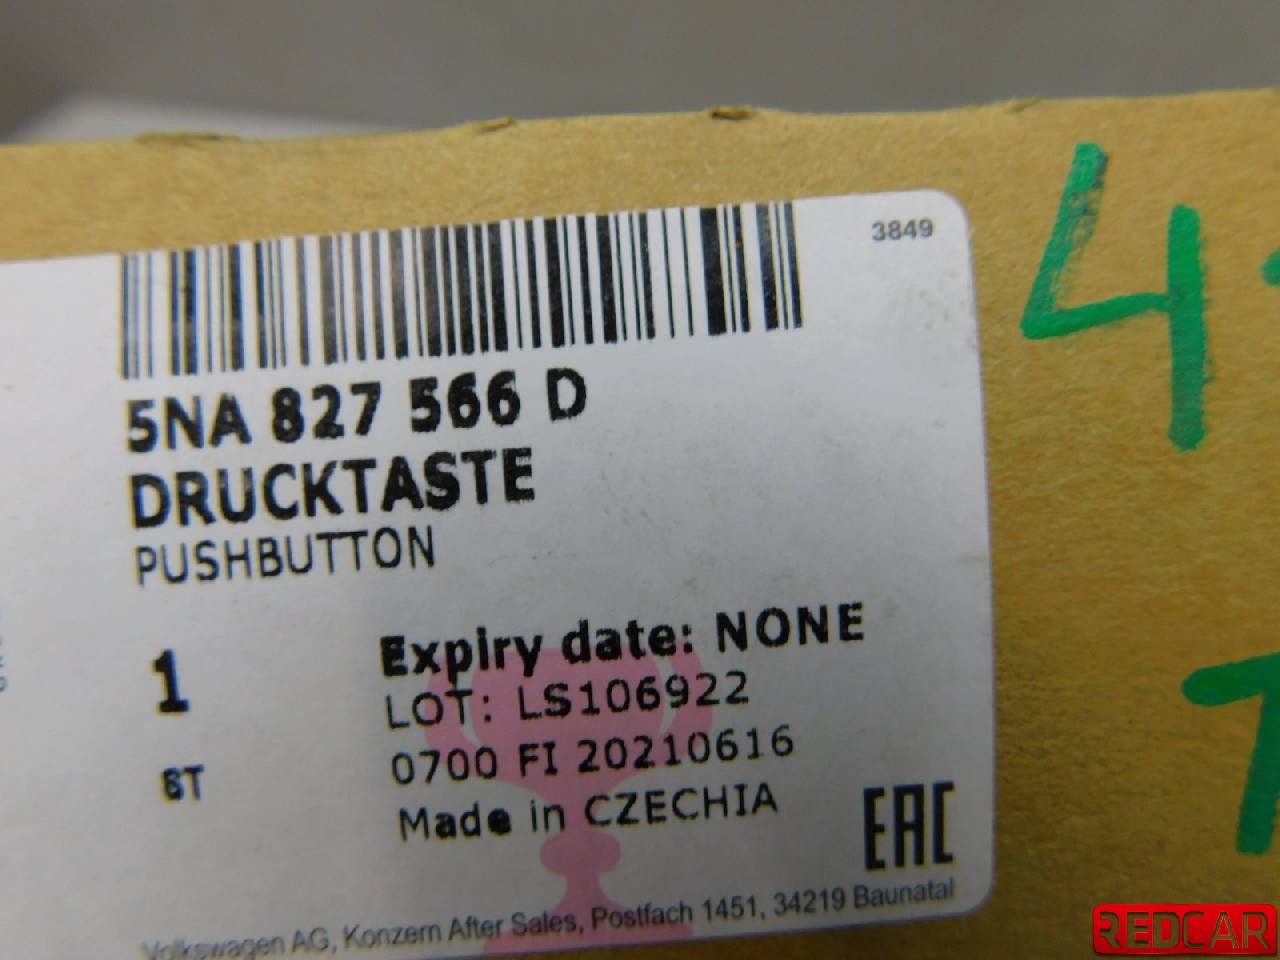 3849
4
5NA 827 566 D
DRUCKTASTE
PUSHBUTTON
1
ST
Expiry date: NONE
LOT: LS106922
0700 FI 20210616
Made in CZECHIA
EAC
Volkswagen AG, Konzern After Sales, Postfach 1451, 34219 Baunatal
REDCAR